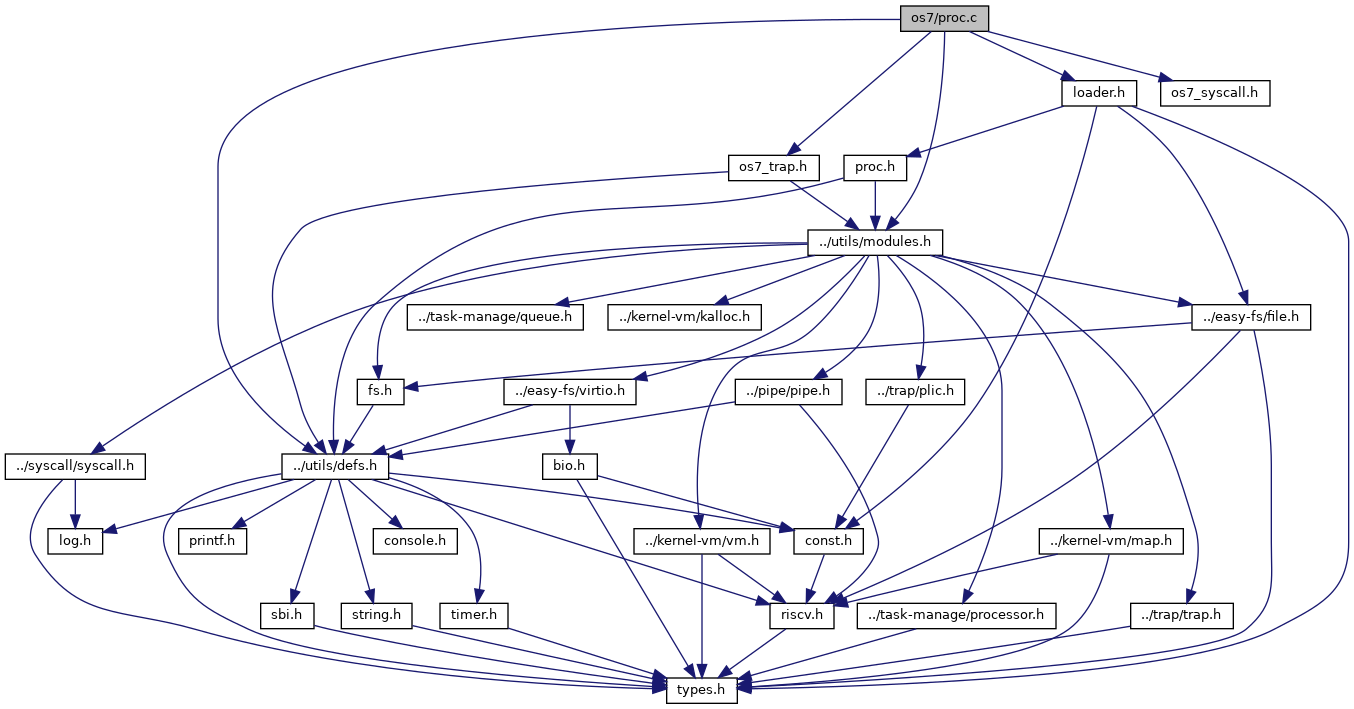 os7/proc.c
loader.h
os7_syscall.h
os7_trap.h
proc.h
../utils/modules.h
../task-manage/queue.h
../kernel-vm/kalloc.h
../easy-fs/file.h
fs.h
../easy-fs/virtio.h
../pipe/pipe.h
../trap/plic.h
../syscall/syscall.h
../utils/defs.h
bio.h
log.h
printf.h
console.h
../kernel-vm/vm.h
const.h
../kernel-vm/map.h
sbi.h
string.h
timer.h
riscv.h
../task-manage/processor.h
../trap/trap.h
types.h